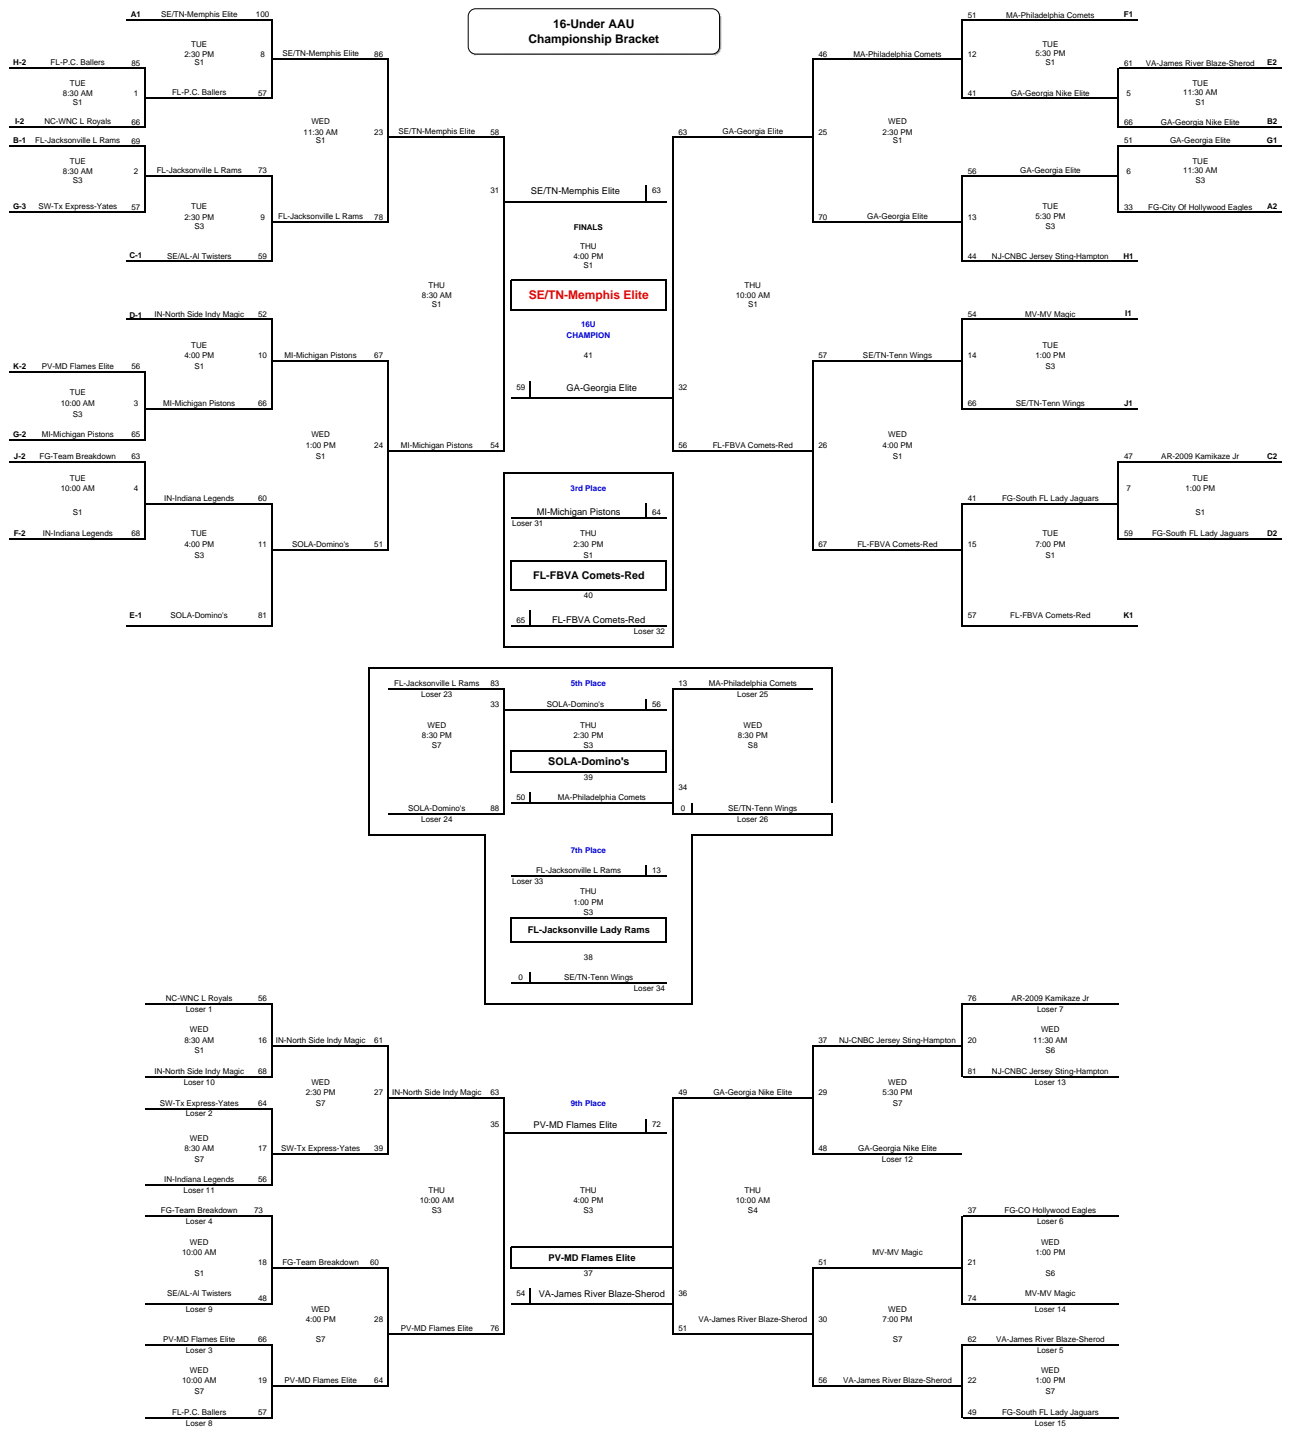 16-Under AAU
Championship Bracket
A1 SE/TN-Memphis Elite 100
TUE
2:30 PM 8
S1
SE/TN-Memphis Elite 86
H-2 FL-P.C. Ballers 85
TUE
8:30 AM 1
S1
FL-P.C. Ballers 57
I-2 NC-WNC L Royals 66
WED
11:30 AM 23
S1
SE/TN-Memphis Elite 58
B-1 FL-Jacksonville L Rams 69
TUE
8:30 AM 2
S3
FL-Jacksonville L Rams 73
G-3 SW-Tx Express-Yates 57
TUE
2:30 PM 9
S3
FL-Jacksonville L Rams 78
C-1 SE/AL-Al Twisters 59
31
THU
8:30 AM
S1
D-1 IN-North Side Indy Magic 52
TUE
4:00 PM 10
S1
MI-Michigan Pistons 67
K-2 PV-MD Flames Elite 56
TUE
10:00 AM 3
S3
MI-Michigan Pistons 66
G-2 MI-Michigan Pistons 65
WED
1:00 PM 24
S1
MI-Michigan Pistons 54
J-2 FG-Team Breakdown 63
TUE
10:00 AM 4
S1
IN-Indiana Legends 60
F-2 IN-Indiana Legends 68
TUE
4:00 PM 11
S3
SOLA-Domino's 51
E-1 SOLA-Domino's 81
SE/TN-Memphis Elite 63
FINALS
THU
4:00 PM
S1
SE/TN-Memphis Elite
16U
CHAMPION
41
59 GA-Georgia Elite
51 MA-Philadelphia Comets F1
TUE
12 5:30 PM
S1
46 MA-Philadelphia Comets
61 VA-James River Blaze-Sherod E2
TUE
5 11:30 AM
S1
41 GA-Georgia Nike Elite
66 GA-Georgia Nike Elite B2
WED
25 2:30 PM
S1
63 GA-Georgia Elite
51 GA-Georgia Elite G1
TUE
6 11:30 AM
S3
56 GA-Georgia Elite
33 FG-City Of Hollywood Eagles A2
TUE
13 5:30 PM
S3
70 GA-Georgia Elite
44 NJ-CNBC Jersey Sting-Hampton H1
THU
10:00 AM
S1
32
54 MV-MV Magic I1
TUE
14 1:00 PM
S3
57 SE/TN-Tenn Wings
66 SE/TN-Tenn Wings J1
WED
26 4:00 PM
S1
56 FL-FBVA Comets-Red
47 AR-2009 Kamikaze Jr C2
TUE
7 1:00 PM
S1
41 FG-South FL Lady Jaguars
59 FG-South FL Lady Jaguars D2
TUE
15 7:00 PM
S1
67 FL-FBVA Comets-Red
57 FL-FBVA Comets-Red K1
3rd Place
MI-Michigan Pistons 64
Loser 31
THU
2:30 PM
S1
FL-FBVA Comets-Red
40
65 FL-FBVA Comets-Red
Loser 32
FL-Jacksonville L Rams 83
Loser 23
33
WED
8:30 PM
S7
SOLA-Domino's 88
Loser 24
5th Place
SOLA-Domino's 56
THU
2:30 PM
S3
SOLA-Domino's
39
50 MA-Philadelphia Comets
13 MA-Philadelphia Comets
Loser 25
WED
8:30 PM
S8
34
0 SE/TN-Tenn Wings
Loser 26
7th Place
FL-Jacksonville L Rams 13
Loser 33
THU
1:00 PM
S3
FL-Jacksonville Lady Rams
38
0 SE/TN-Tenn Wings
Loser 34
NC-WNC L Royals 56
Loser 1
WED
8:30 AM 16
S1
IN-North Side Indy Magic 61
IN-North Side Indy Magic 68
Loser 10
WED
2:30 PM 27
S7
IN-North Side Indy Magic 63
SW-Tx Express-Yates 64
Loser 2
WED
8:30 AM 17
S7
SW-Tx Express-Yates 39
IN-Indiana Legends 56
Loser 11
35
THU
10:00 AM
S3
FG-Team Breakdown 73
Loser 4
WED
10:00 AM
18
S1
FG-Team Breakdown 60
SE/AL-Al Twisters 48
Loser 9
WED
4:00 PM 28
S7
PV-MD Flames Elite 76
PV-MD Flames Elite 66
Loser 3
WED
10:00 AM 19
S7
PV-MD Flames Elite 64
FL-P.C. Ballers 57
Loser 8
9th Place
PV-MD Flames Elite 72
THU
4:00 PM
S3
PV-MD Flames Elite
37
54 VA-James River Blaze-Sherod
76 AR-2009 Kamikaze Jr
Loser 7
WED
20 11:30 AM
S6
37 NJ-CNBC Jersey Sting-Hampton
81 NJ-CNBC Jersey Sting-Hampton
Loser 13
WED
29 5:30 PM
S7
49 GA-Georgia Nike Elite
48 GA-Georgia Nike Elite
Loser 12
THU
10:00 AM
S4
36
37 FG-CO Hollywood Eagles
Loser 6
WED
1:00 PM
21
S6
51 MV-MV Magic
74 MV-MV Magic
Loser 14
WED
30 7:00 PM
S7
51 VA-James River Blaze-Sherod
62 VA-James River Blaze-Sherod
Loser 5
WED
22 1:00 PM
S7
56 VA-James River Blaze-Sherod
49 FG-South FL Lady Jaguars
Loser 15